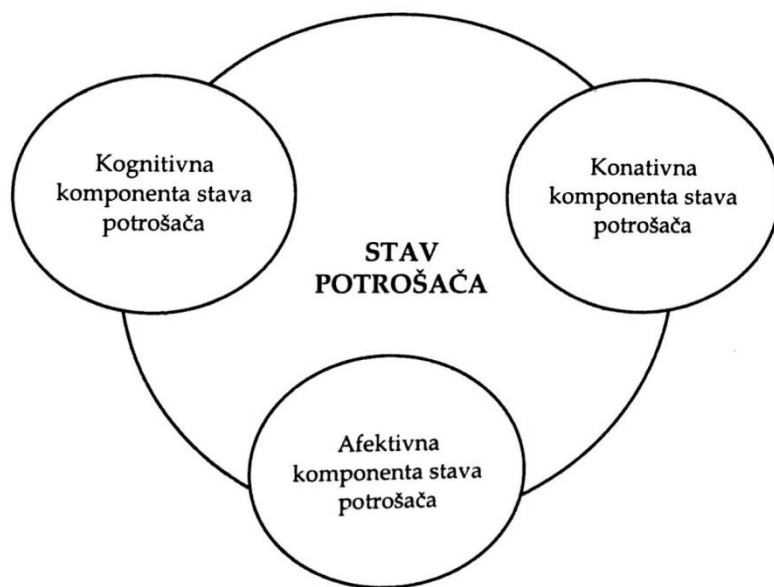 Kognitivna
komponenta stava
potrošača
Konativna
komponenta stava
potrošača
STAV
POTROŠAČA
Afektivna
komponenta stava
potrošača